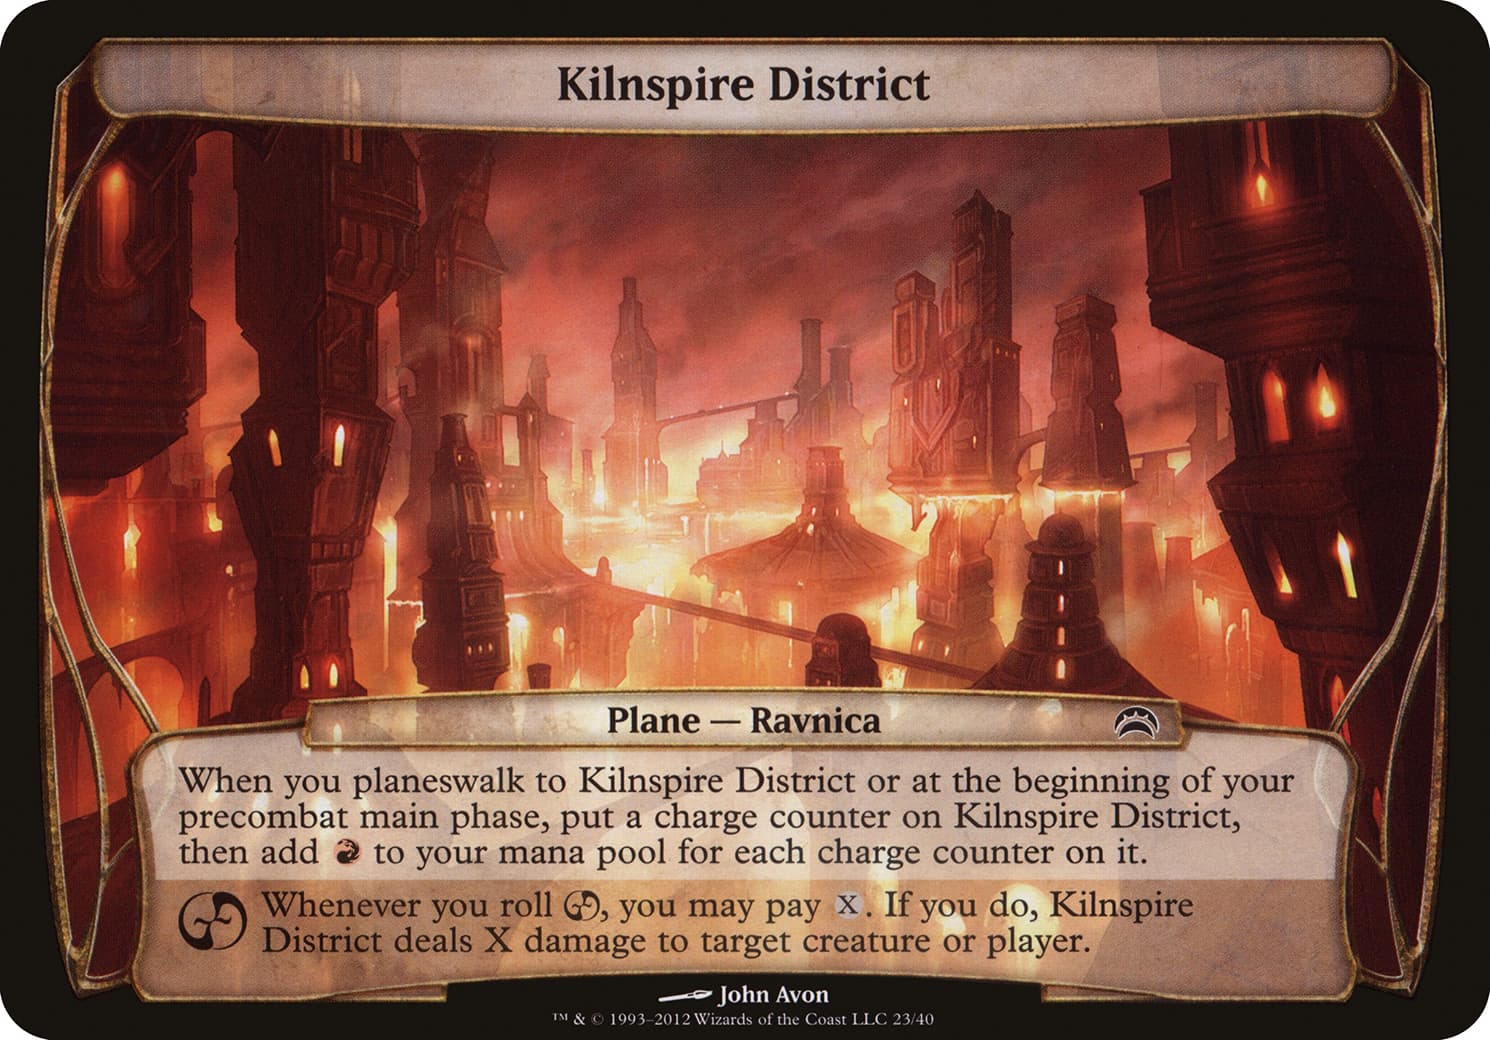 Kilnspire District
Plane — Ravnica
When you planeswalk to Kilnspire District or at the beginning of your
precombat main phase, put a charge counter on Kilnspire District,
then add to your mana pool for each charge counter on it.
Whenever you roll , you may pay X. If you do, Kilnspire
District deals X damage to target creature or player.
John Avon
™ & © 1993–2012 Wizards of the Coast LLC 23/40